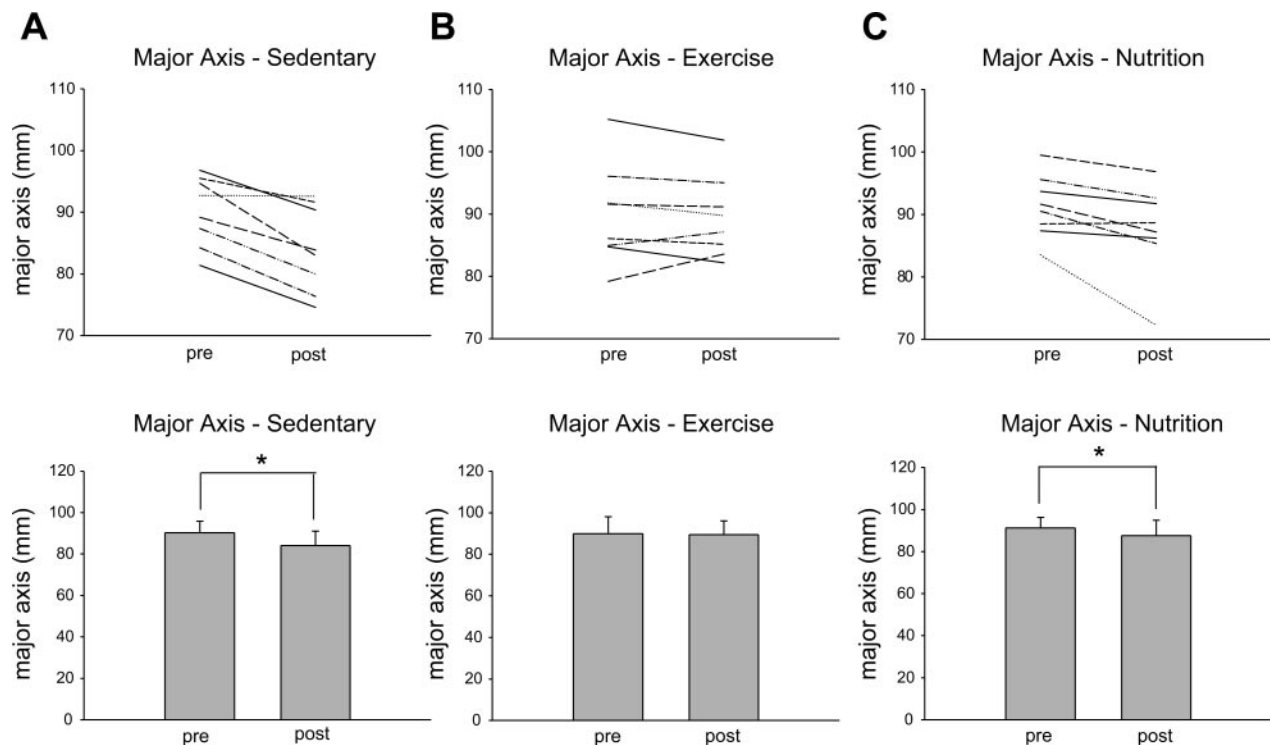 A
B
C
Major Axis - Sedentary
Major Axis - Exercise
Major Axis - Nutrition
major axis (mm)
110
100
90
80
70
pre
post
major axis (mm)
110
100
90
80
70
pre
post
major axis (mm)
110
100
90
80
70
pre
post
Major Axis - Sedentary
Major Axis - Exercise
Major Axis - Nutrition
major axis (mm)
120
100
80
60
40
20
0
*
pre
post
major axis (mm)
120
100
80
60
40
20
0
pre
post
major axis (mm)
120
100
80
60
40
20
0
*
pre
post